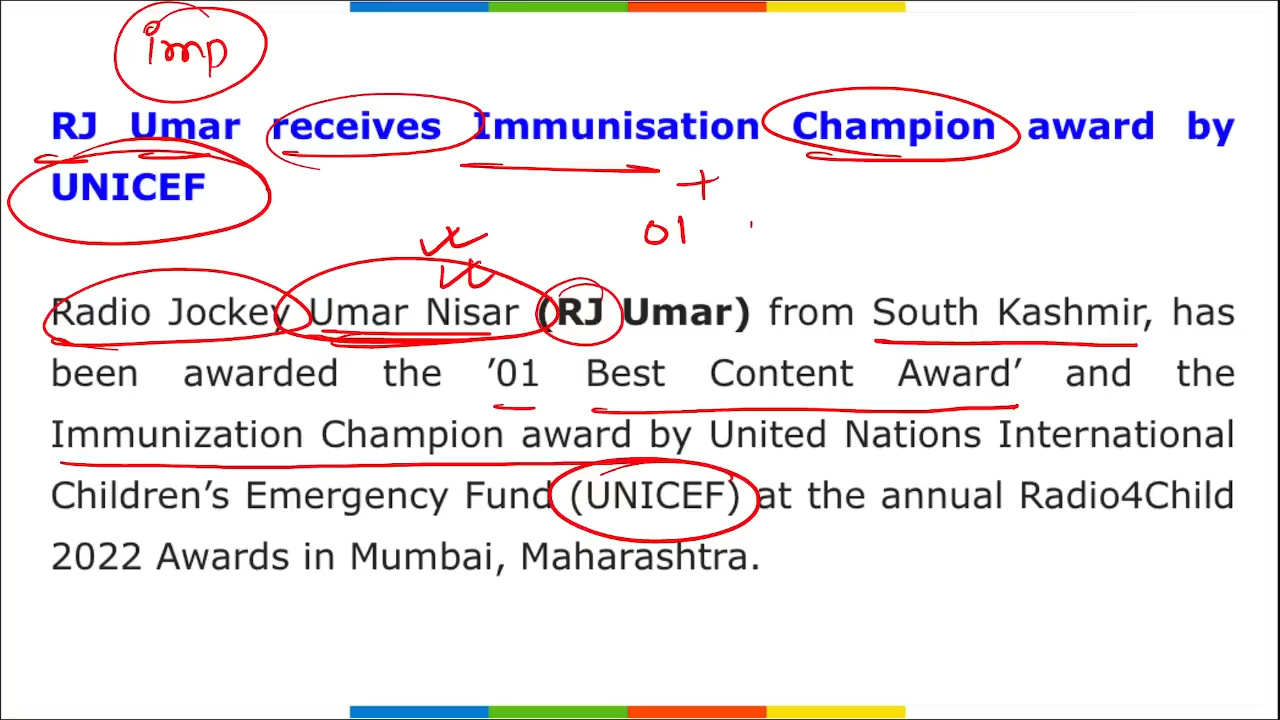 imp
RJ Umar receives Immunisation Champion award by
UNICEF
+
01
Radio Jockey Umar Nisar (RJ Umar) from South Kashmir, has
been awarded the ’01 Best Content Award’ and the
Immunization Champion award by United Nations International
Children’s Emergency Fund (UNICEF) at the annual Radio4Child
2022 Awards in Mumbai, Maharashtra.